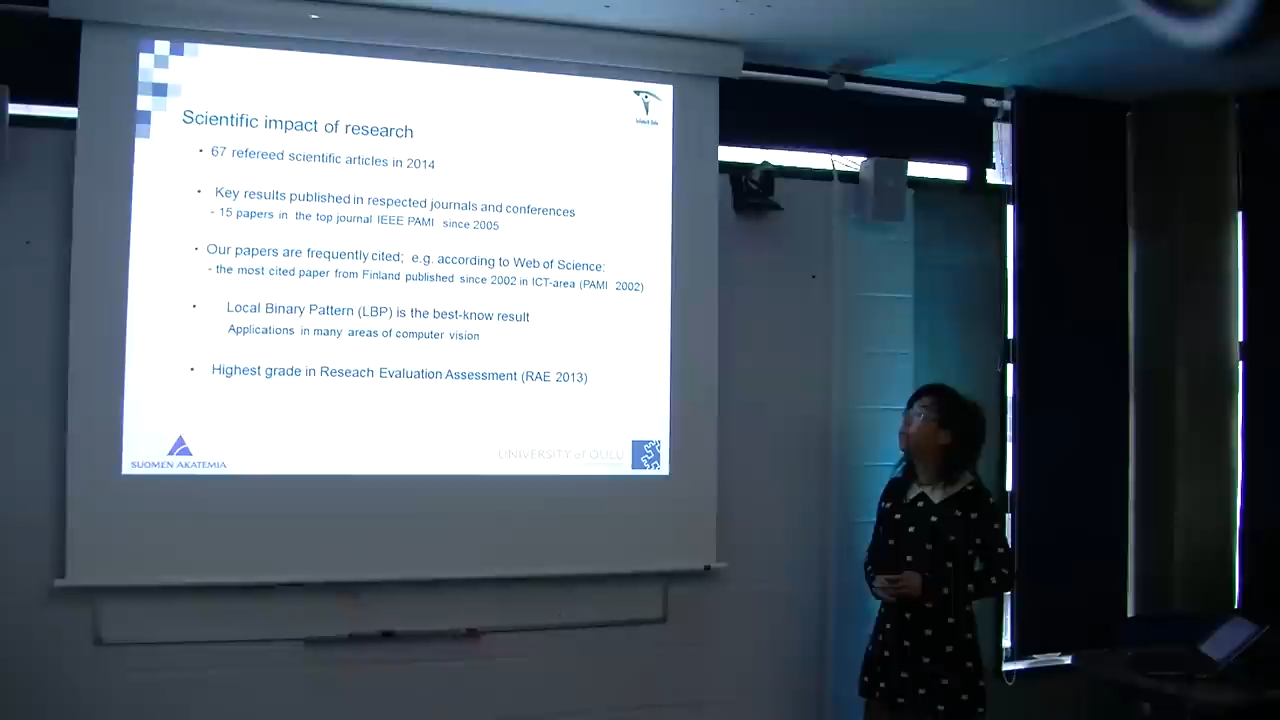 Scientific impact of research
• 67 refereed scientific articles in 2014
• Key results published in respected journals and conferences
- 15 papers in the top journal IEEE PAMI since 2005
• Our papers are frequently cited; e.g. according to Web of Science:
- the most cited paper from Finland published since 2002 in ICT-area (PAMI 2002)
• Local Binary Pattern (LBP) is the best-know result
Applications in many areas of computer vision
• Highest grade in Reseach Evaluation Assessment (RAE 2013)
SUOMEN AKATEMIA
UNIVERSITY of OULU